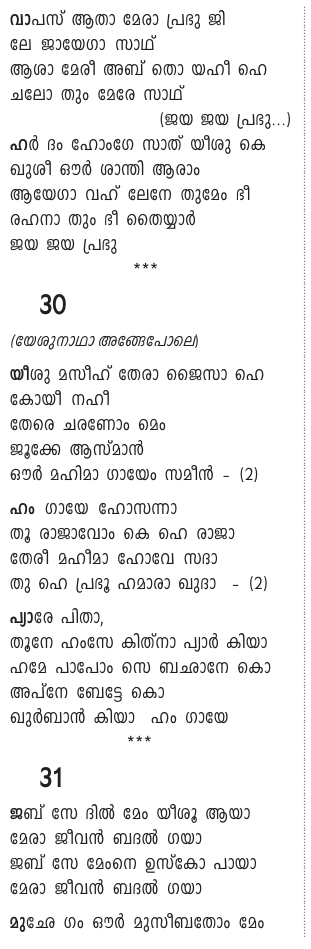 വാപസ് ആതാ മേരാ പ്രഭു ജി
ലേ ജായേഗാ സാഥ്
ആശാ മേരീ അബ് തൊ യഹീ ഹെ
ചലോ തും മേരേ സാഥ്
(ജയ ജയ പ്രഭു...)
ഹർ ദം ഹോംഗേ സാത് യീശു കെ
ഖുശീ ഔർ ശാന്തി ആരാം
ആയേഗാ വഹ് ലേനേ തുമേം ഭീ
രഹനാ തും ഭീ തൈയ്യാർ
ജയ ജയ പ്രഭു
***
30
(യേശുനാഥാ അങ്ങേപോലെ)
യീശു മസീഹ് തേരാ ജൈസാ ഹെ
കോയീ നഹീ
തേരെ ചരണോം മെം
ജൂക്കേ ആസ്മാൻ
ഔർ മഹിമാ ഗായേം സമീൻ - (2)
ഹം ഗായേ ഹോസന്നാ
തൂ രാജാവോം കെ ഹെ രാജാ
തേരീ മഹീമാ ഹോവേ സദാ
തു ഹെ പ്രഭൂ ഹമാരാ ഖുദാ - (2)
പ്യാരേ പിതാ,
തൂനേ ഹംസേ കിത്നാ പ്യാർ കിയാ
ഹമേ പാപോം സെ ബഛാനേ കൊ
അപ്നേ ബേട്ടേ കൊ
ഖുർബാൻ കിയാ ഹം ഗായേ
***
31
ജബ് സേ ദിൽ മേം യീശൂ ആയാ
മേരാ ജീവൻ ബദൽ ഗയാ
ജബ് സേ മേംനെ ഉസ്കോ പായാ
മേരാ ജീവൻ ബദൽ ഗയാ
മുഛേ ഗം ഔർ മുസീബതോം മേം